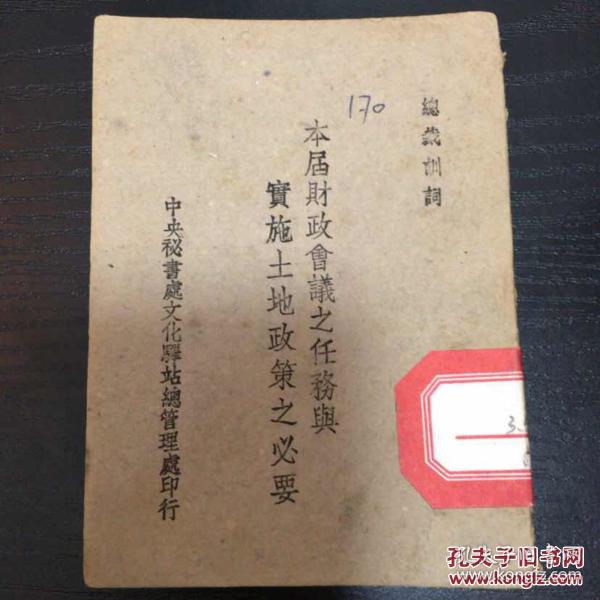 總裁訓詞
170
本屆財政會議之任務與
實施土地政策之必要
中央秘書處文化驛站總管理處印行
3
孔夫子旧书网
www.kongfz.com